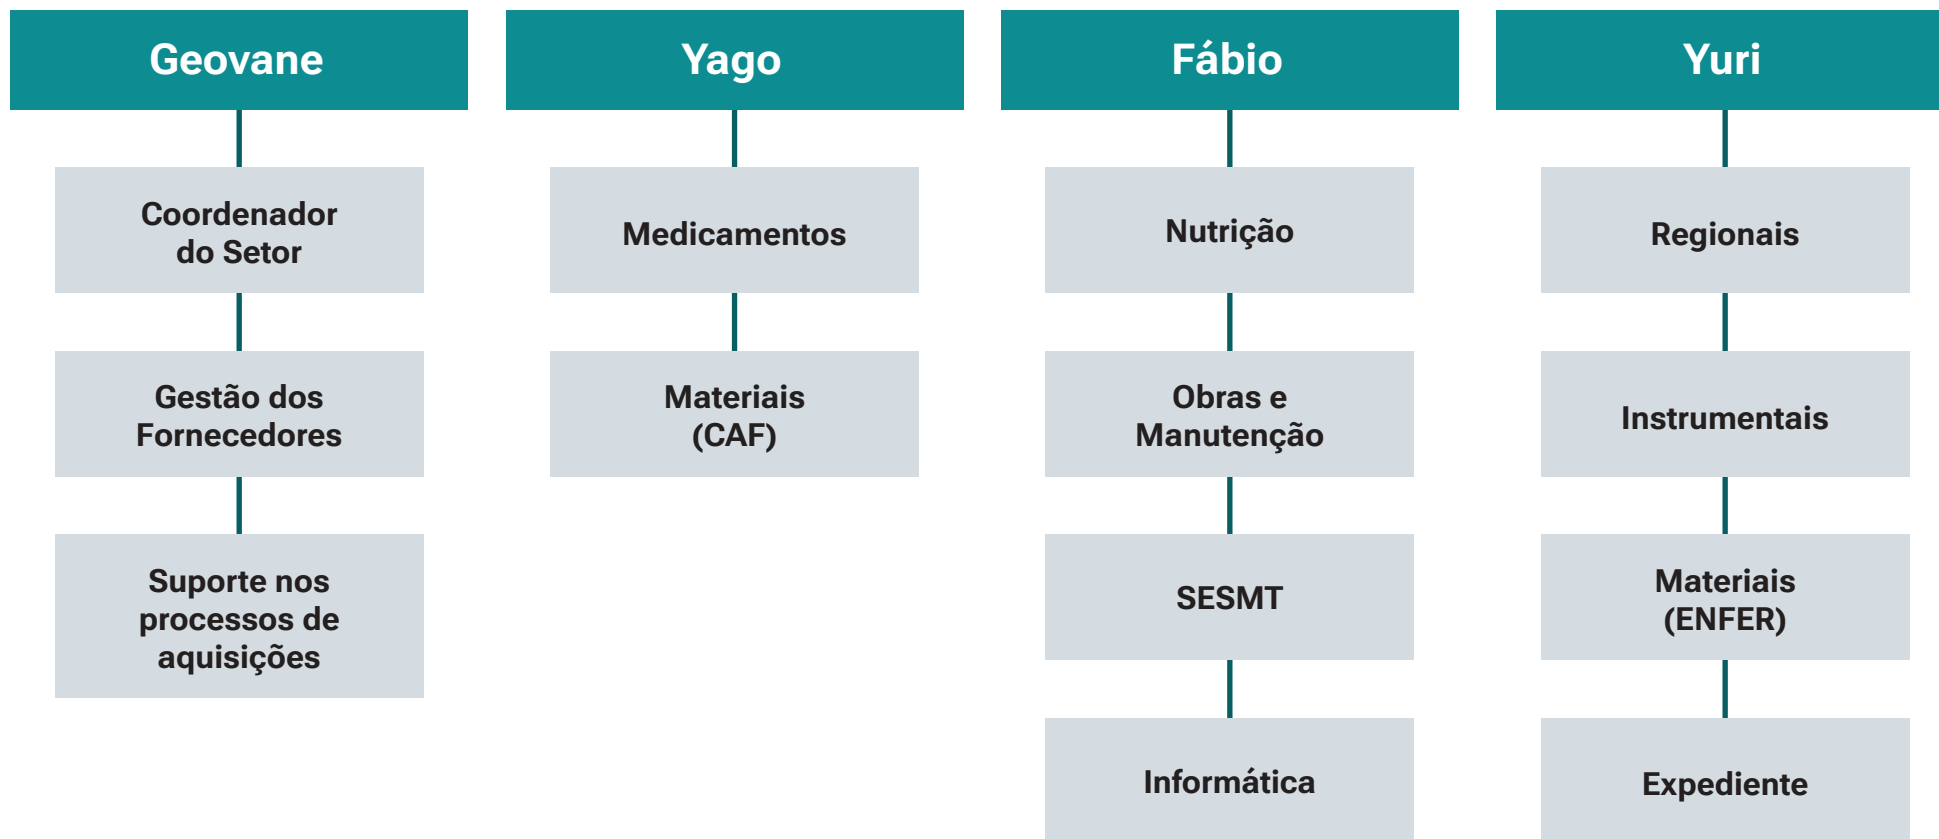 Geovane
Coordenador
do Setor
Gestão dos
Fornecedores
Suporte nos
processos de
aquisições
Yago
Medicamentos
Materiais
(CAF)
Fábio
Nutrição
Obras e
Manutenção
SESMT
Informática
Yuri
Regionais
Instrumentais
Materiais
(ENFER)
Expediente